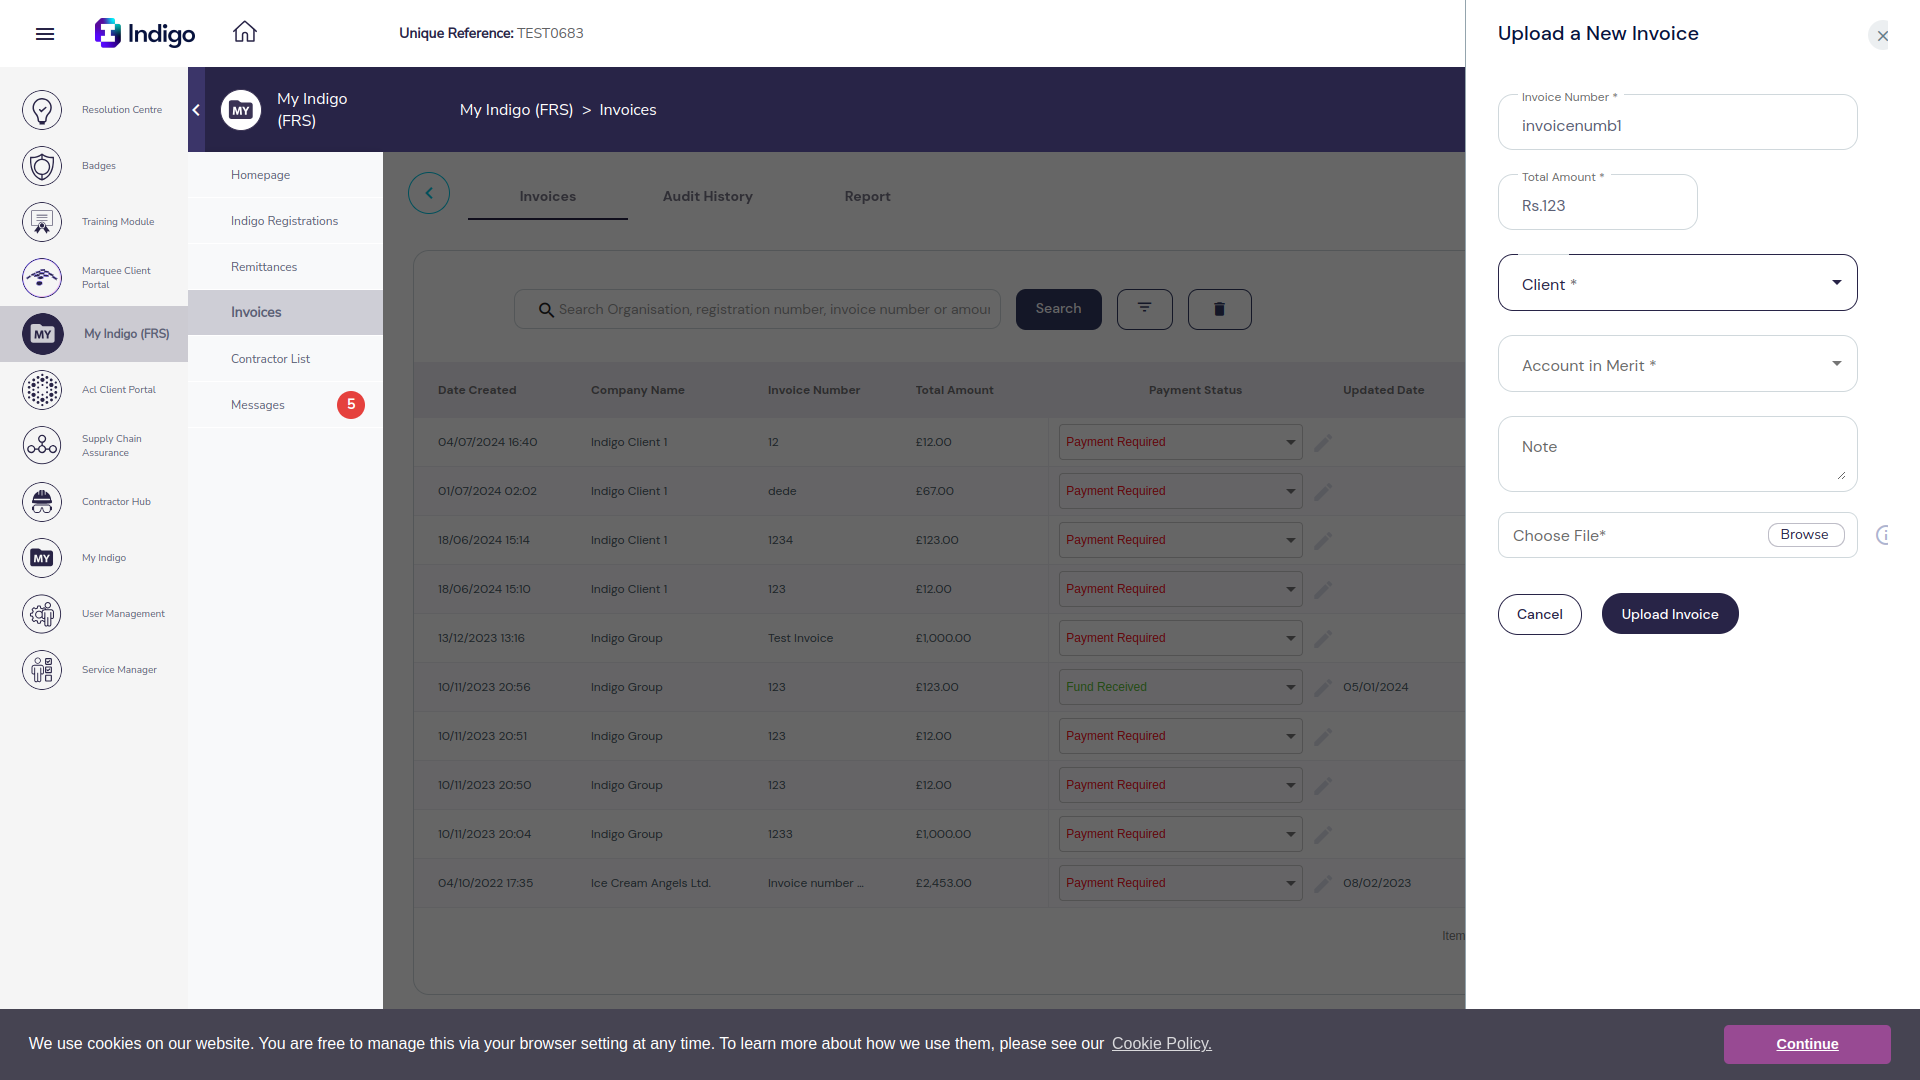 Indigo
Unique Reference: TEST0683
Resolution Centre
Badges
Training Module
Marquee Client
Portal
MY
My Indigo (FRS)
Acl Client Portal
Supply Chain
Assurance
Contractor Hub
MY
My Indigo
User Management
Service Manager
MY
My Indigo
(FRS)
My Indigo (FRS) > Invoices
Homepage
Indigo Registrations
Remittances
Invoices
Contractor List
Messages 5
Invoices Audit History Report
Search Organisation, registration number, invoice number or amou
Search
Date Created Company Name Invoice Number Total Amount Payment Status Updated Date
04/07/2024 16:40 Indigo Client 1 12 £12.00 Payment Required
01/07/2024 02:02 Indigo Client 1 dede £67.00 Payment Required
18/06/2024 15:14 Indigo Client 1 1234 £123.00 Payment Required
18/06/2024 15:10 Indigo Client 1 123 £12.00 Payment Required
13/12/2023 13:16 Indigo Group Test Invoice £1,000.00 Payment Required
10/11/2023 20:56 Indigo Group 123 £123.00 Fund Received 05/01/2024
10/11/2023 20:51 Indigo Group 123 £12.00 Payment Required
10/11/2023 20:50 Indigo Group 123 £12.00 Payment Required
10/11/2023 20:04 Indigo Group 1233 £1,000.00 Payment Required
04/10/2022 17:35 Ice Cream Angels Ltd. Invoice number ... £2,453.00 Payment Required 08/02/2023
Item
Upload a New Invoice
Invoice Number *
invoicenumb1
Total Amount *
Rs.123
Client *
Account in Merit *
Note
Choose File*
Browse
Cancel
Upload Invoice
We use cookies on our website. You are free to manage this via your browser setting at any time. To learn more about how we use them, please see our Cookie Policy.
Continue